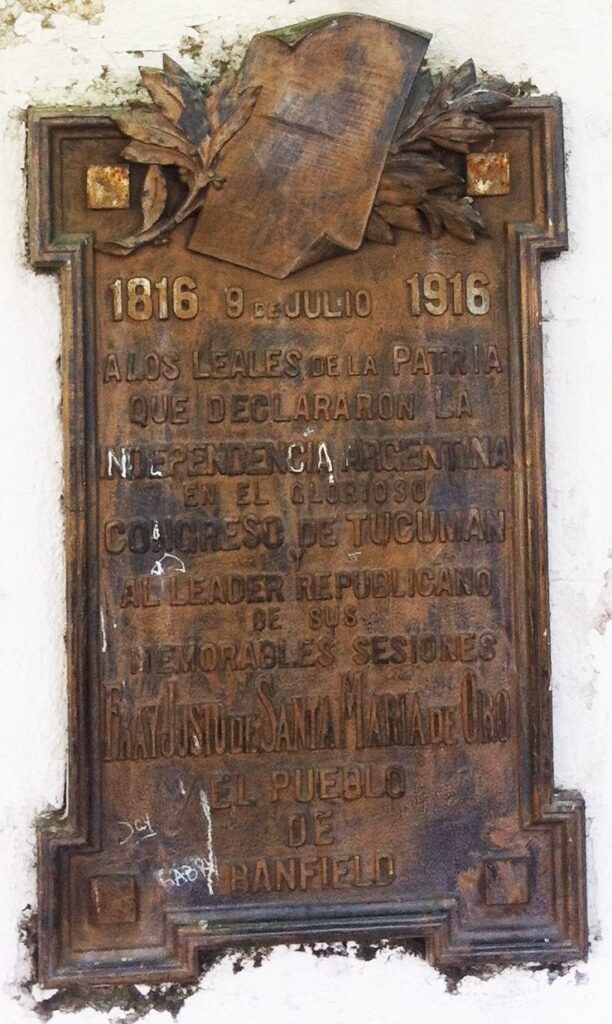 1816 9 DE JULIO 1916
A LOS LEALES DE LA PATRIA
QUE DECLARARON LA
INDEPENDENCIA ARGENTINA
EN EL GLORIOSO
CONGRESO DE TUCUMAN
Y
AL LEADER REPUBLICANO
DE SUS
MEMORABLES SESIONES
FRAY JUSTO DE SANTA MARIA DE ORO
EL PUEBLO
DE
BANFIELD